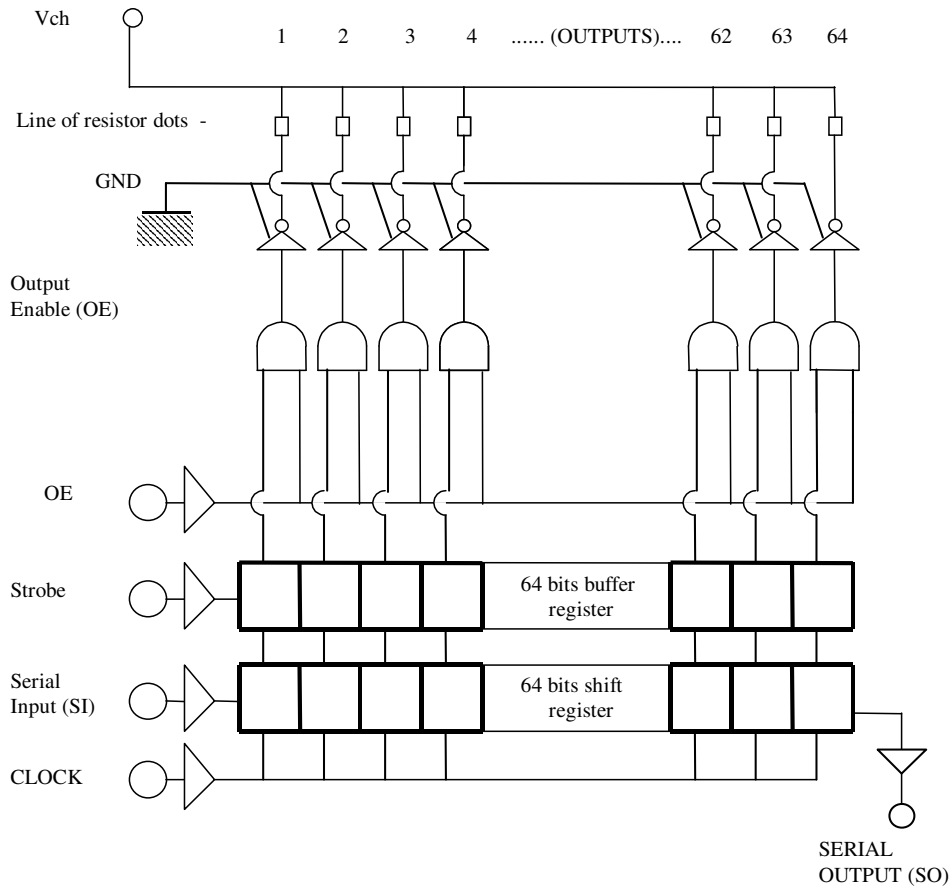 Vch
1 2 3 4 ...... (OUTPUTS).... 62 63 64
Line of resistor dots -
GND
Output
Enable (OE)
OE
Strobe
64 bits buffer
register
Serial
Input (SI)
64 bits shift
register
CLOCK
SERIAL
OUTPUT (SO)